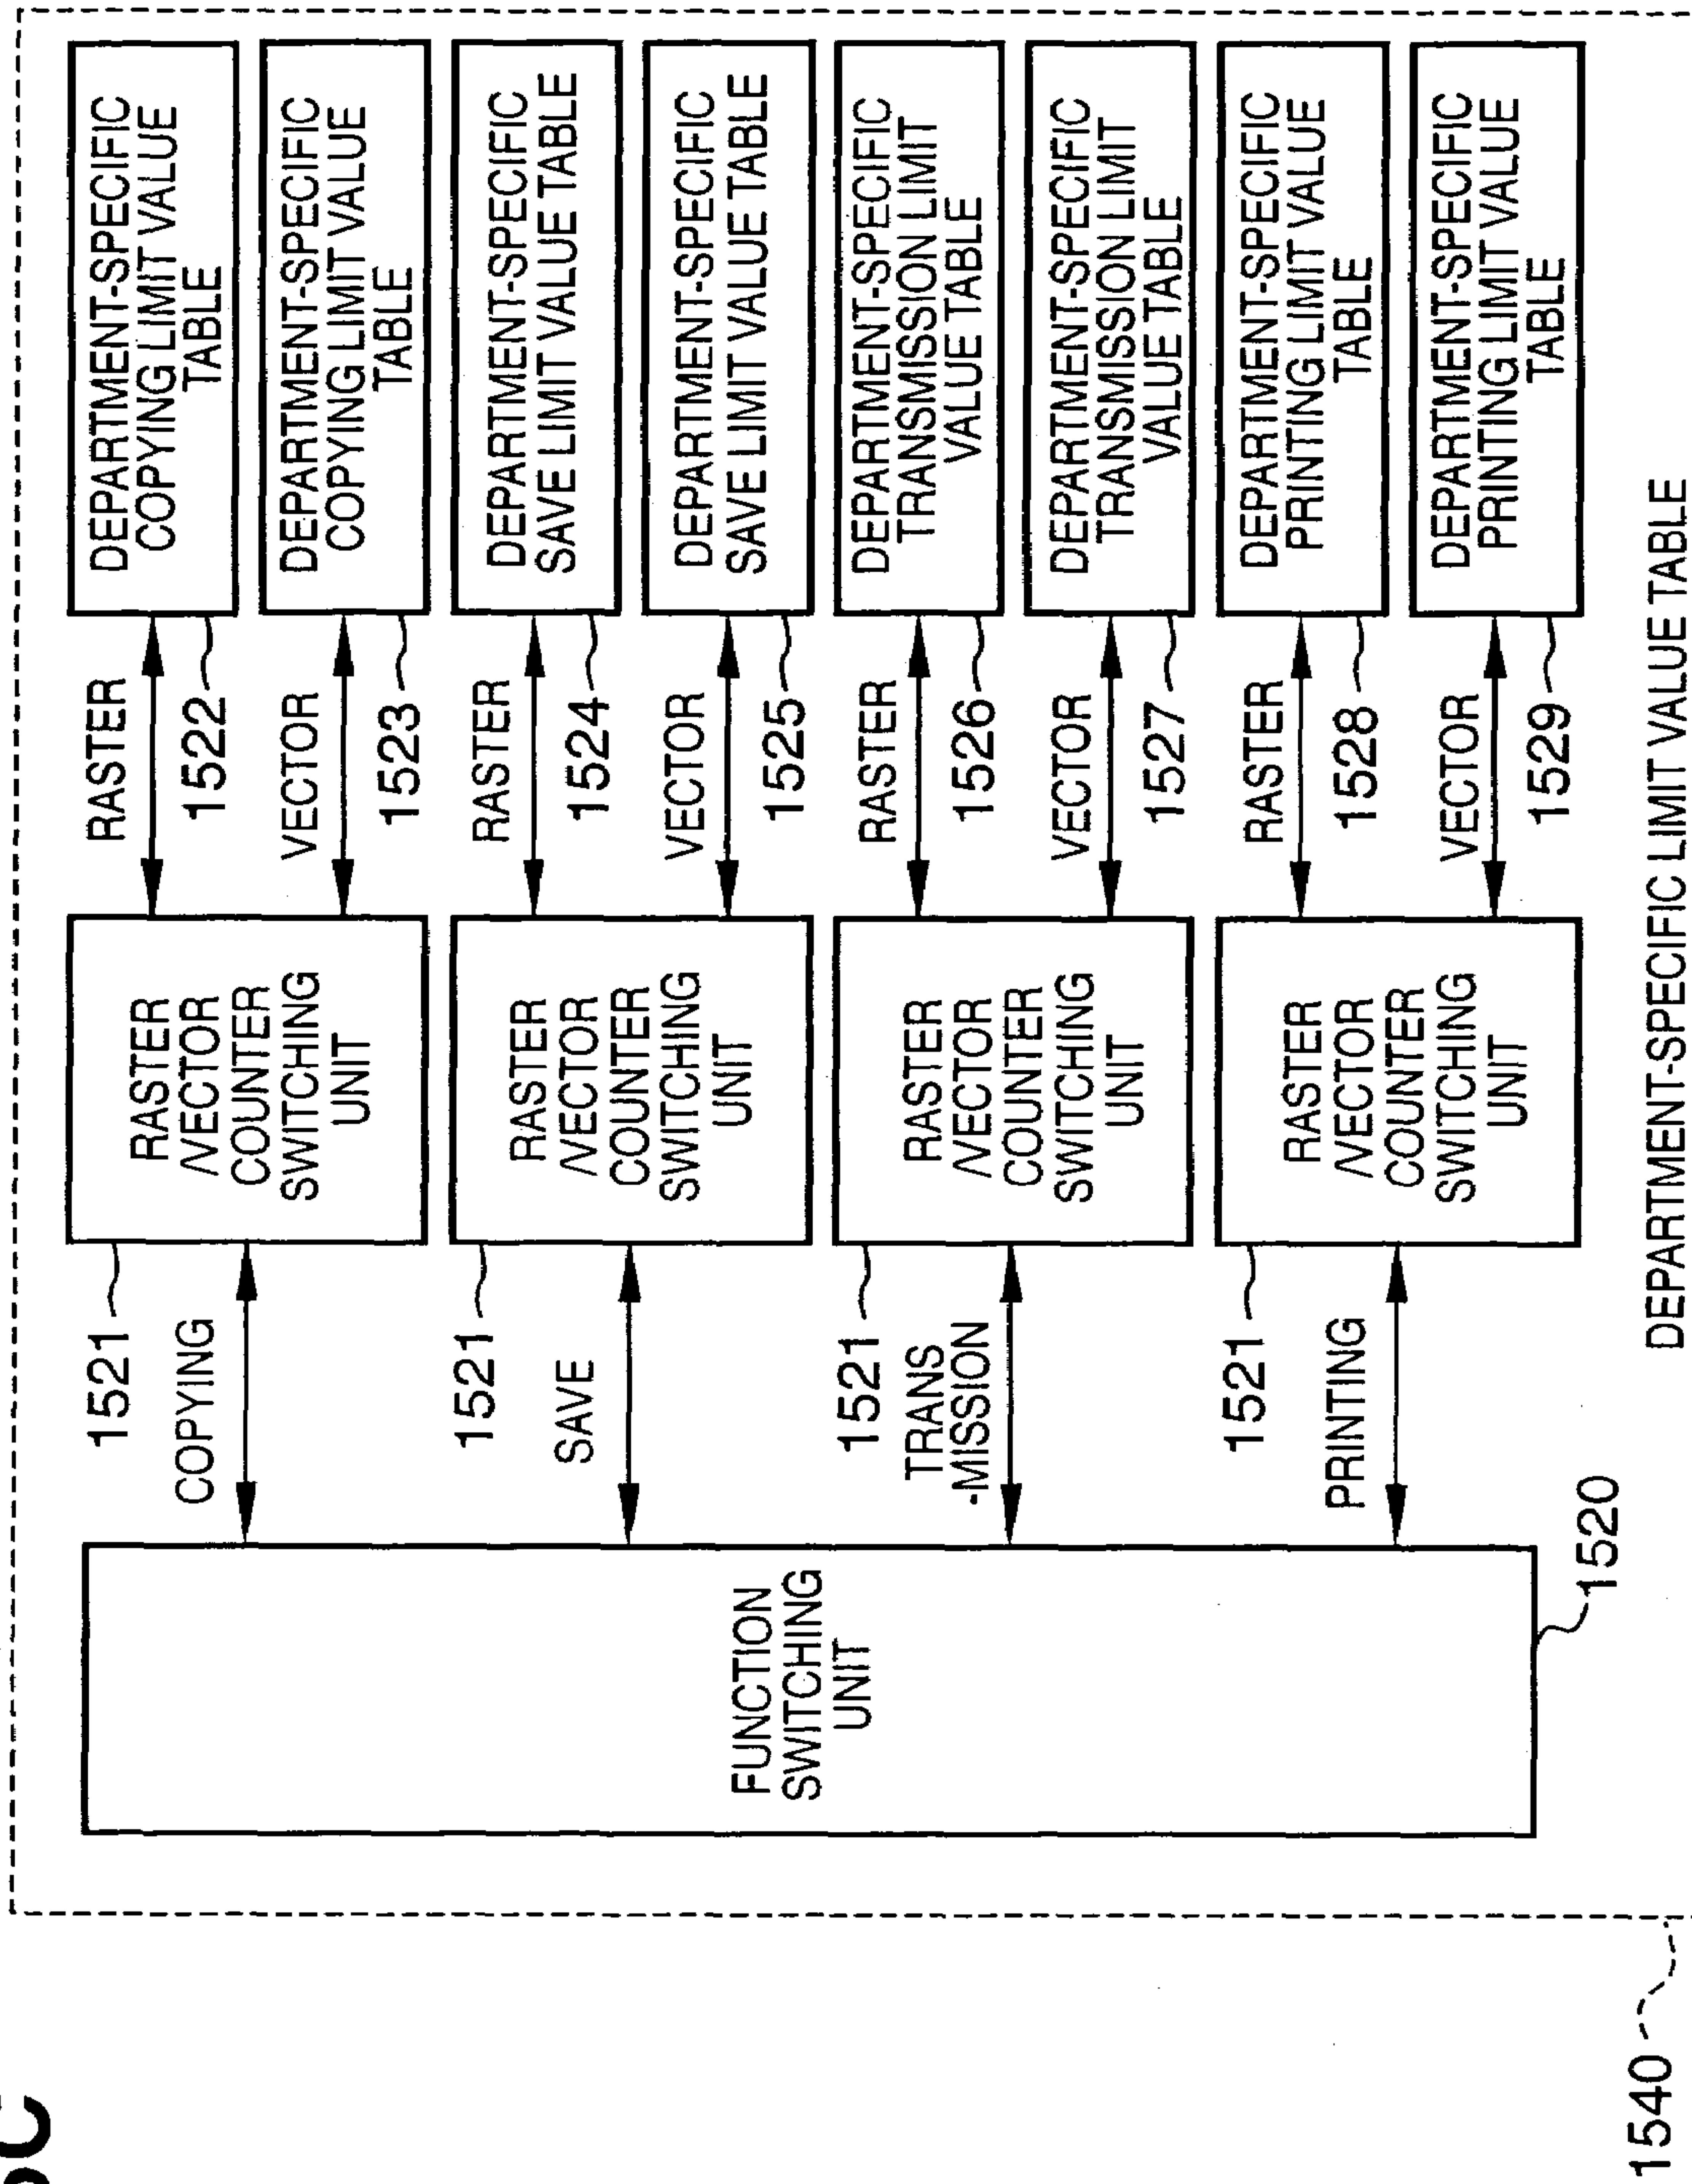 5C
FUNCTION
SWITCHING
UNIT
1520
COPYING
1521
RASTER
/VECTOR
COUNTER
SWITCHING
UNIT
RASTER
1522
DEPARTMENT-SPECIFIC
COPYING LIMIT VALUE
TABLE
VECTOR
1523
DEPARTMENT-SPECIFIC
COPYING LIMIT VALUE
TABLE
SAVE
1521
RASTER
/VECTOR
COUNTER
SWITCHING
UNIT
RASTER
1524
DEPARTMENT-SPECIFIC
SAVE LIMIT VALUE TABLE
VECTOR
1525
DEPARTMENT-SPECIFIC
SAVE LIMIT VALUE TABLE
TRANS
-MISSION
1521
RASTER
/VECTOR
COUNTER
SWITCHING
UNIT
RASTER
1526
DEPARTMENT-SPECIFIC
TRANSMISSION LIMIT
VALUE TABLE
VECTOR
1527
DEPARTMENT-SPECIFIC
TRANSMISSION LIMIT
VALUE TABLE
PRINTING
1521
RASTER
/VECTOR
COUNTER
SWITCHING
UNIT
RASTER
1528
DEPARTMENT-SPECIFIC
PRINTING LIMIT VALUE
TABLE
VECTOR
1529
DEPARTMENT-SPECIFIC
PRINTING LIMIT VALUE
TABLE
1540
DEPARTMENT-SPECIFIC LIMIT VALUE TABLE